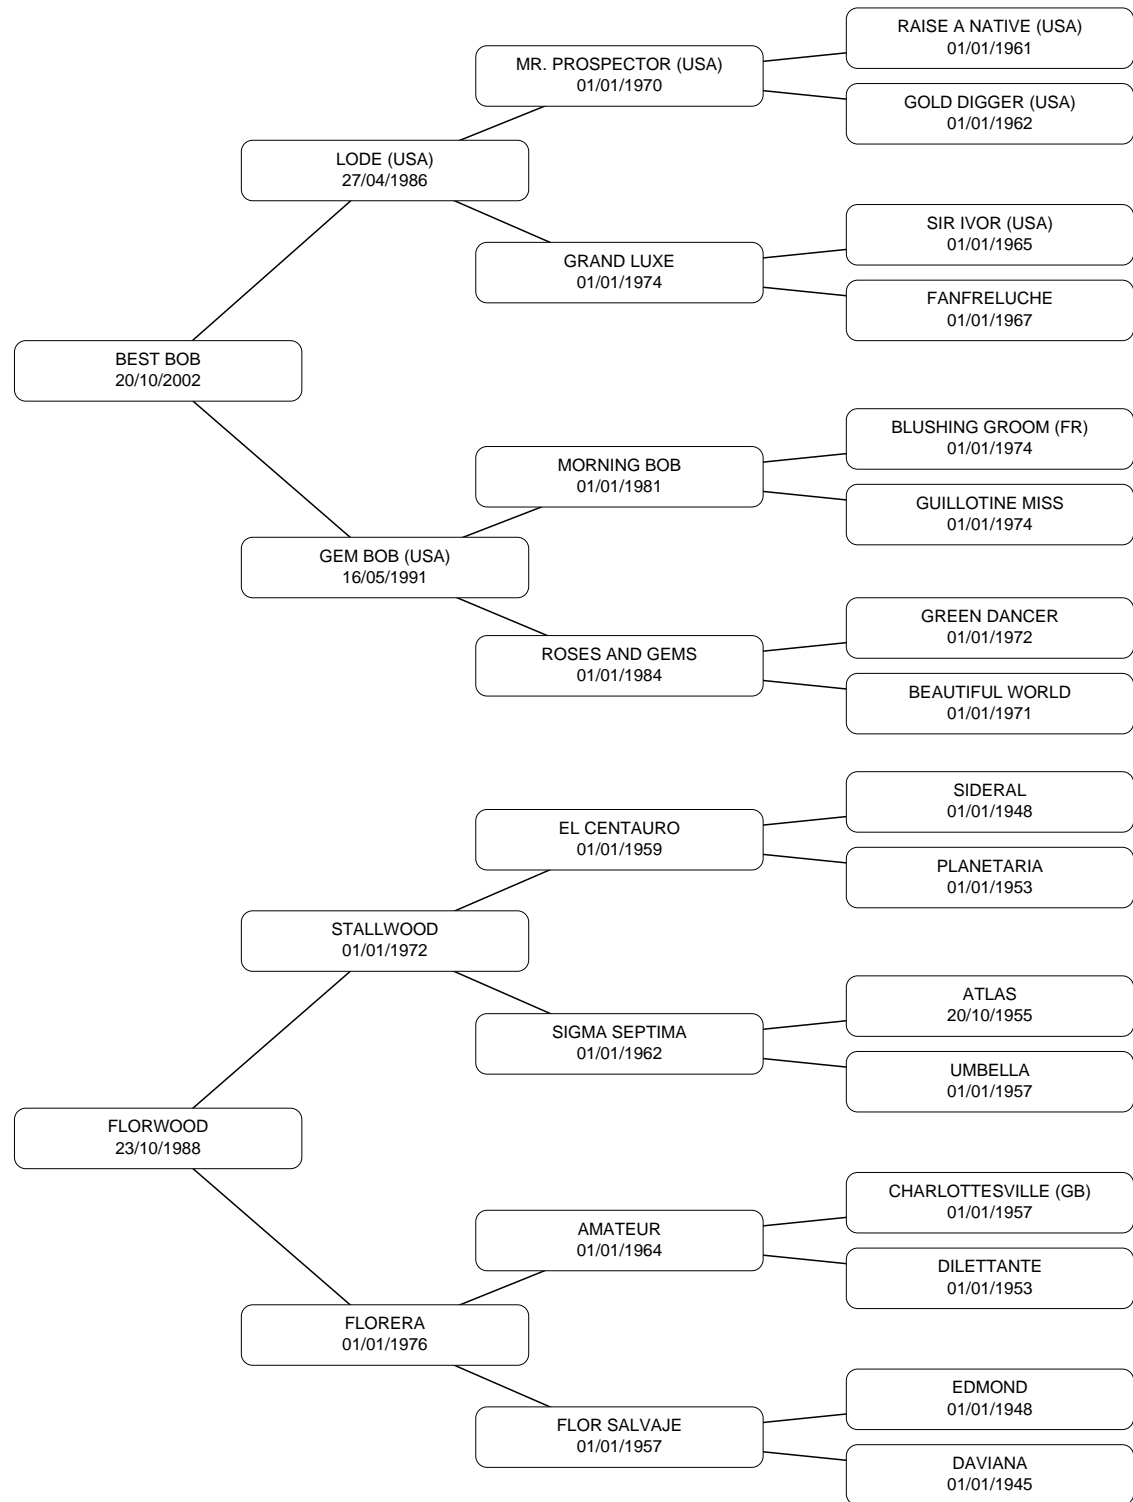 RAISE A NATIVE (USA)
01/01/1961
MR. PROSPECTOR (USA)
01/01/1970
GOLD DIGGER (USA)
01/01/1962
LODE (USA)
27/04/1986
SIR IVOR (USA)
01/01/1965
GRAND LUXE
01/01/1974
FANFRELUCHE
01/01/1967
BEST BOB
20/10/2002
BLUSHING GROOM (FR)
01/01/1974
MORNING BOB
01/01/1981
GUILLOTINE MISS
01/01/1974
GEM BOB (USA)
16/05/1991
GREEN DANCER
01/01/1972
ROSES AND GEMS
01/01/1984
BEAUTIFUL WORLD
01/01/1971
SIDERAL
01/01/1948
EL CENTAURO
01/01/1959
PLANETARIA
01/01/1953
STALLWOOD
01/01/1972
ATLAS
20/10/1955
SIGMA SEPTIMA
01/01/1962
UMBELLA
01/01/1957
FLORWOOD
23/10/1988
CHARLOTTESVILLE (GB)
01/01/1957
AMATEUR
01/01/1964
DILETTANTE
01/01/1953
FLORERA
01/01/1976
EDMOND
01/01/1948
FLOR SALVAJE
01/01/1957
DAVIANA
01/01/1945